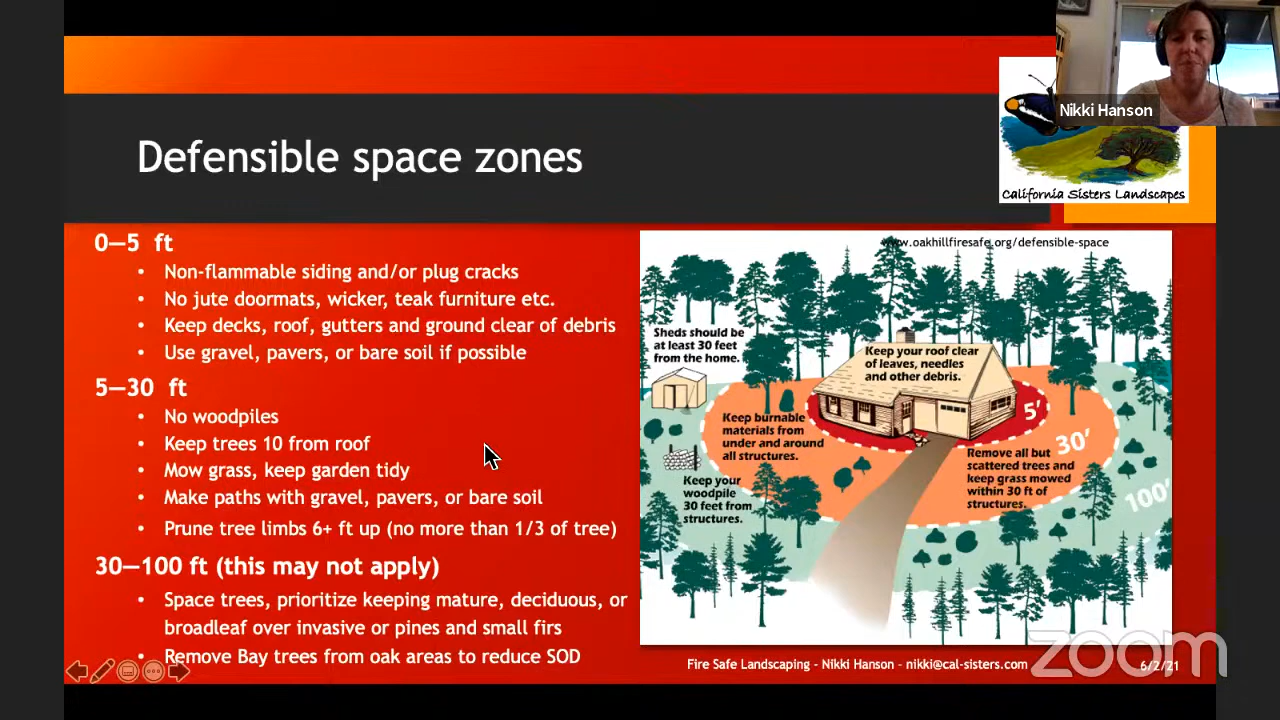 Nikki Hanson
California Sisters Landscapes
Defensible space zones
0—5 ft
• Non-flammable siding and/or plug cracks
• No jute doormats, wicker, teak furniture etc.
• Keep decks, roof, gutters and ground clear of debris
• Use gravel, pavers, or bare soil if possible
5—30 ft
• No woodpiles
• Keep trees 10 from roof
• Mow grass, keep garden tidy
• Make paths with gravel, pavers, or bare soil
• Prune tree limbs 6+ ft up (no more than 1/3 of tree)
30—100 ft (this may not apply)
• Space trees, prioritize keeping mature, deciduous, or
broadleaf over invasive or pines and small firs
• Remove Bay trees from oak areas to reduce SOD
www.oakhillfiresafe.org/defensible-space
Sheds should be
at least 30 feet
from the home.
Keep your roof clear
of leaves, needles
and other debris.
5'
Keep burnable
materials from
under and around
all structures.
30'
Remove all but
scattered trees and
keep grass mowed
within 30 ft of
structures.
Keep your
woodpile
30 feet from
structures.
100'
Fire Safe Landscaping - Nikki Hanson – nikki@cal-sisters.com
6/2/21
zoom